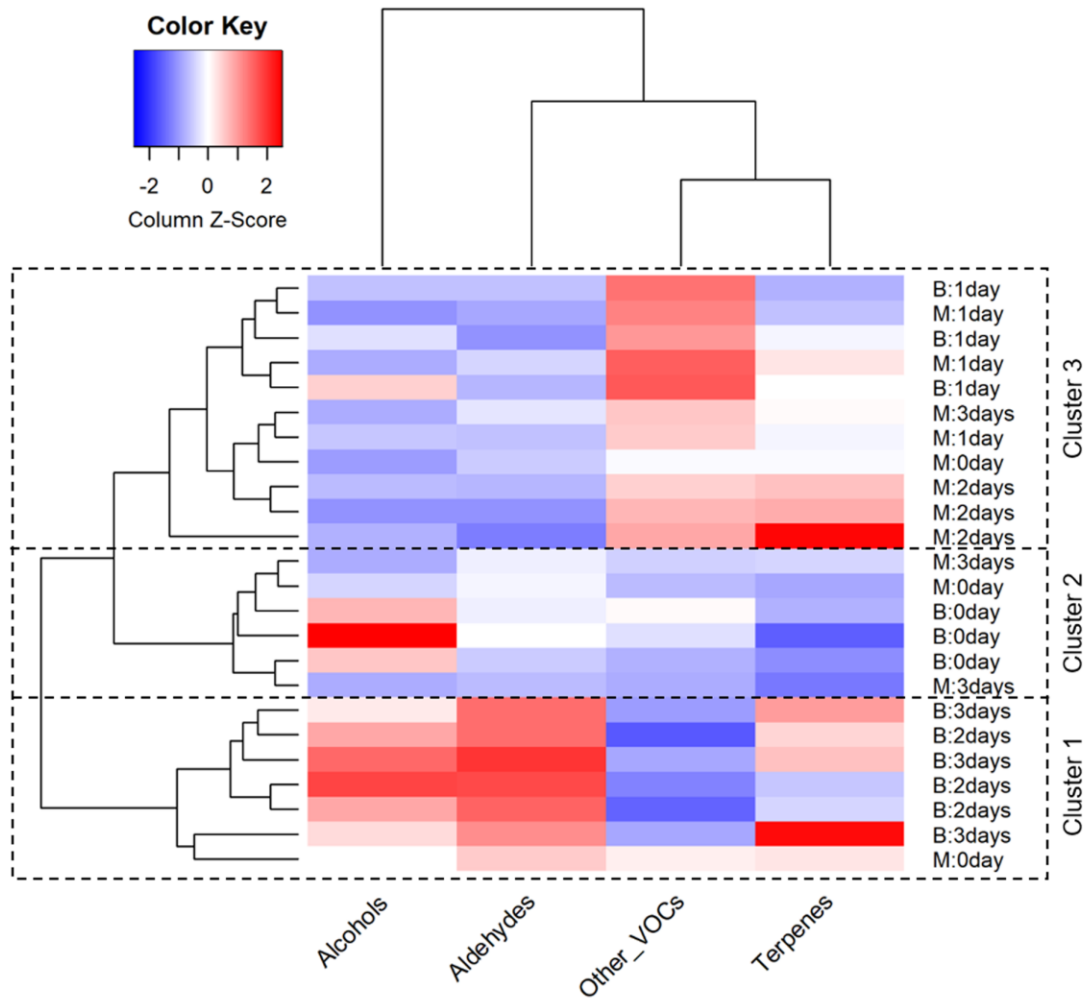 Color Key
-2 0 2
Column Z-Score
B:1day
M:1day
B:1day
M:1day
B:1day
M:3days
M:1day
M:0day
M:2days
M:2days
M:2days
Cluster 3
M:3days
M:0day
B:0day
B:0day
B:0day
M:3days
Cluster 2
B:3days
B:2days
B:3days
B:2days
B:2days
B:3days
M:0day
Cluster 1
Alcohols
Aldehydes
Other_VOCs
Terpenes